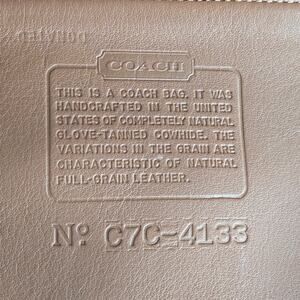 DONATED
COACH
THIS IS A COACH BAG. IT WAS
HANDCRAFTED IN THE UNITED
STATES OF COMPLETELY NATURAL
GLOVE-TANNED COWHIDE. THE
VARIATIONS IN THE GRAIN ARE
CHARACTERISTIC OF NATURAL
FULL-GRAIN LEATHER.
Nº C7C-4133